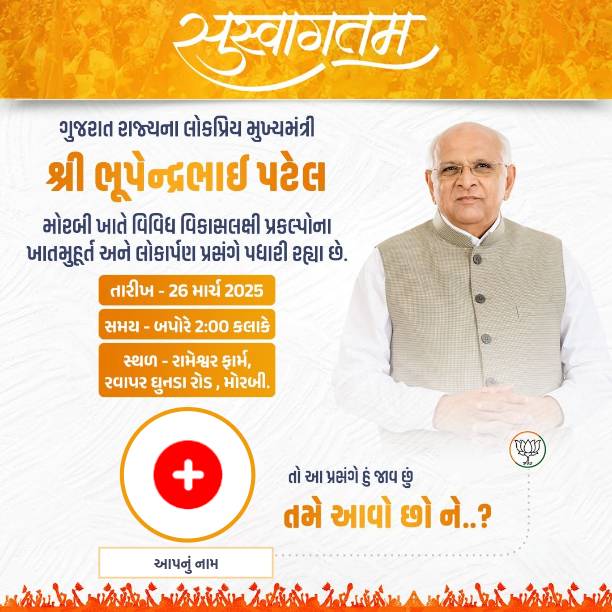 સુસ્વાગતમ
ગુજરાત રાજ્યના લોકપ્રિય મુખ્યમંત્રી
શ્રી ભૂપેન્દ્રભાઈ પટેલ
મોરબી ખાતે વિવિધ વિકાસલક્ષી પ્રકલ્પોના
ખાતમુહૂર્ત અને લોકાર્પણ પ્રસંગે પધારી રહ્યા છે.
તારીખ - 26 માર્ચ 2025
સમય - બપોરે 2:00 કલાકે
સ્થળ - રામેશ્વર ફાર્મ,
રવાપર ઘુનડા રોડ , મોરબી.
તો આ પ્રસંગે હું જાવ છું
તમે આવો છો ને..?
આપનું નામ